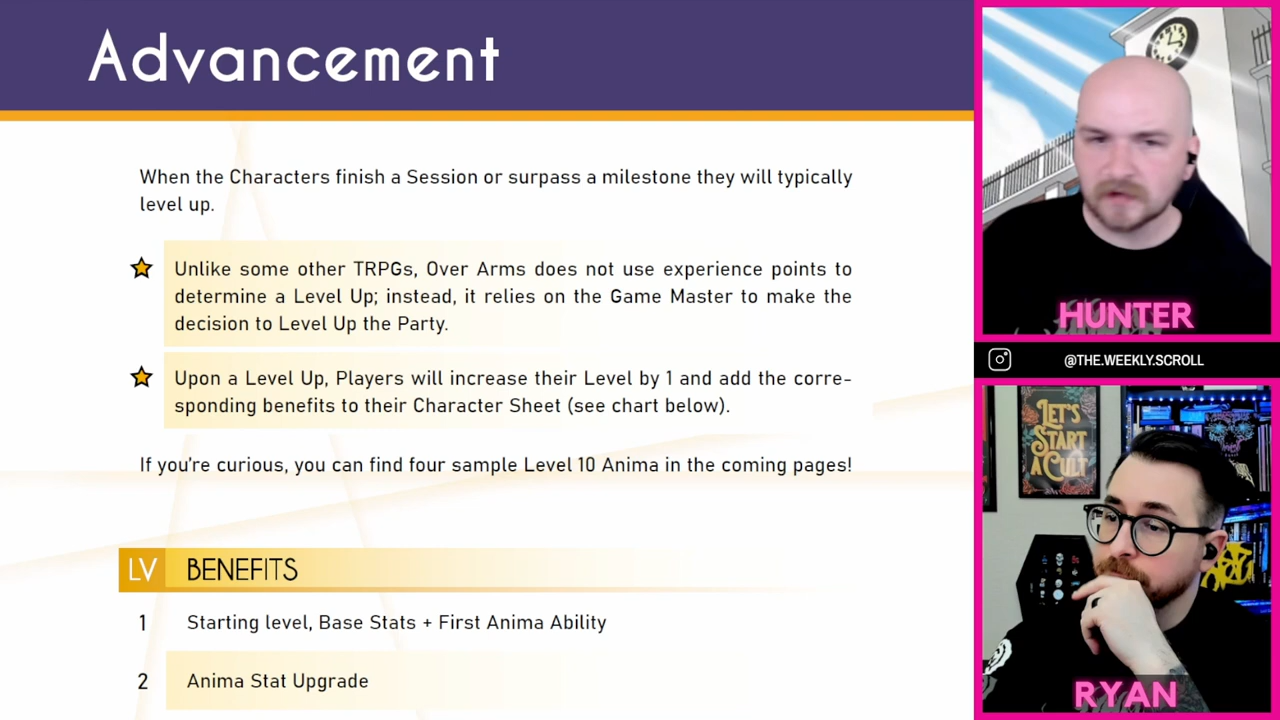 Advancement
When the Characters finish a Session or surpass a milestone they will typically
level up.
Unlike some other TRPGs, Over Arms does not use experience points to
determine a Level Up; instead, it relies on the Game Master to make the
decision to Level Up the Party.
Upon a Level Up, Players will increase their Level by 1 and add the corre-
sponding benefits to their Character Sheet (see chart below).
If you're curious, you can find four sample Level 10 Anima in the coming pages!
LV BENEFITS
1 Starting level, Base Stats + First Anima Ability
2 Anima Stat Upgrade
HUNTER
@THE.WEEKLY.SCROLL
LET'S
START
A CULT
RYAN